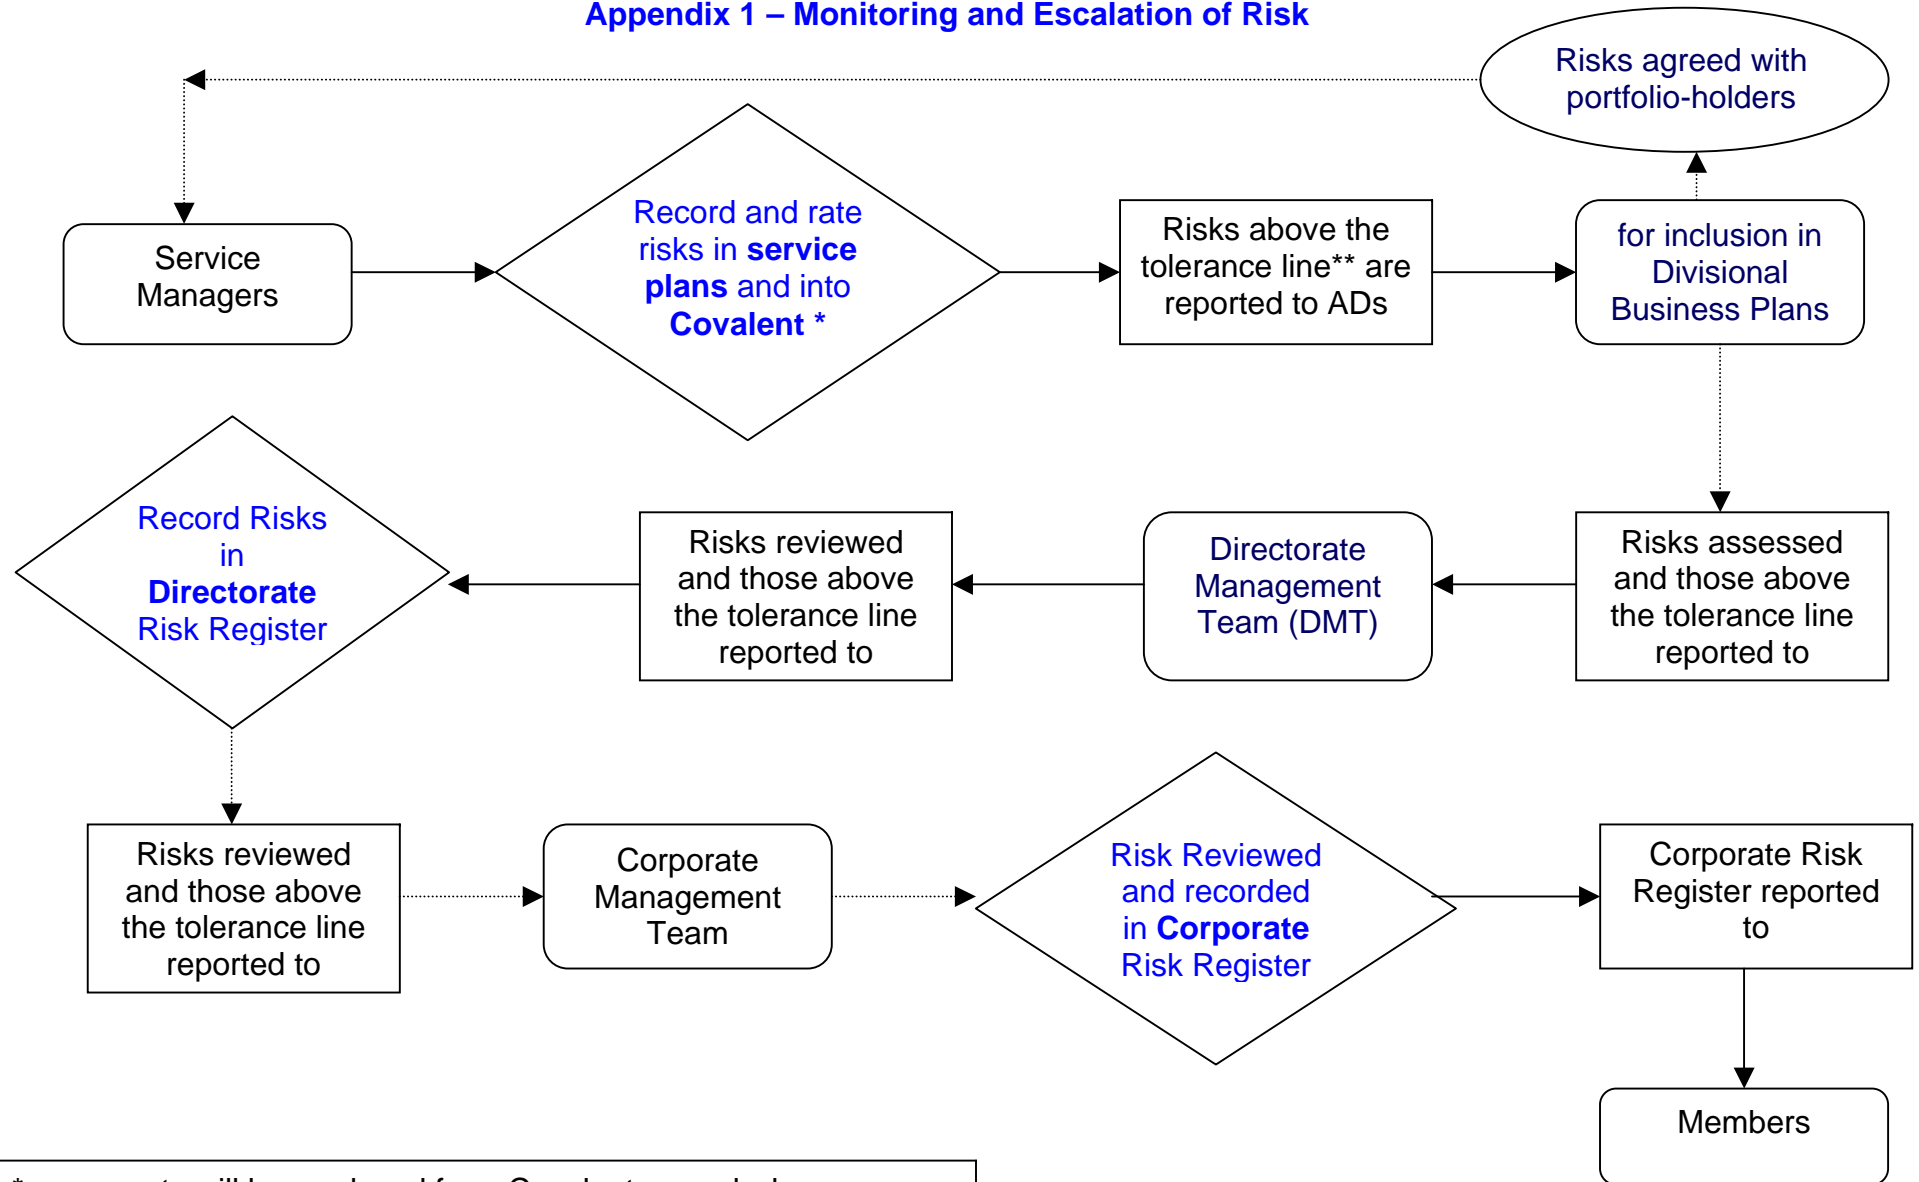 Appendix 1 – Monitoring and Escalation of Risk
Risks agreed with
portfolio-holders
Service
Managers
Record and rate
risks in service
plans and into
Covalent *
Risks above the
tolerance line** are
reported to ADs
for inclusion in
Divisional
Business Plans
Risks assessed
and those above
the tolerance line
reported to
Directorate
Management
Team (DMT)
Risks reviewed
and those above
the tolerance line
reported to
Record Risks
in
Directorate
Risk Register
Risks reviewed
and those above
the tolerance line
reported to
Corporate
Management
Team
Risk Reviewed
and recorded
in Corporate
Risk Register
Corporate Risk
Register reported
to
Members